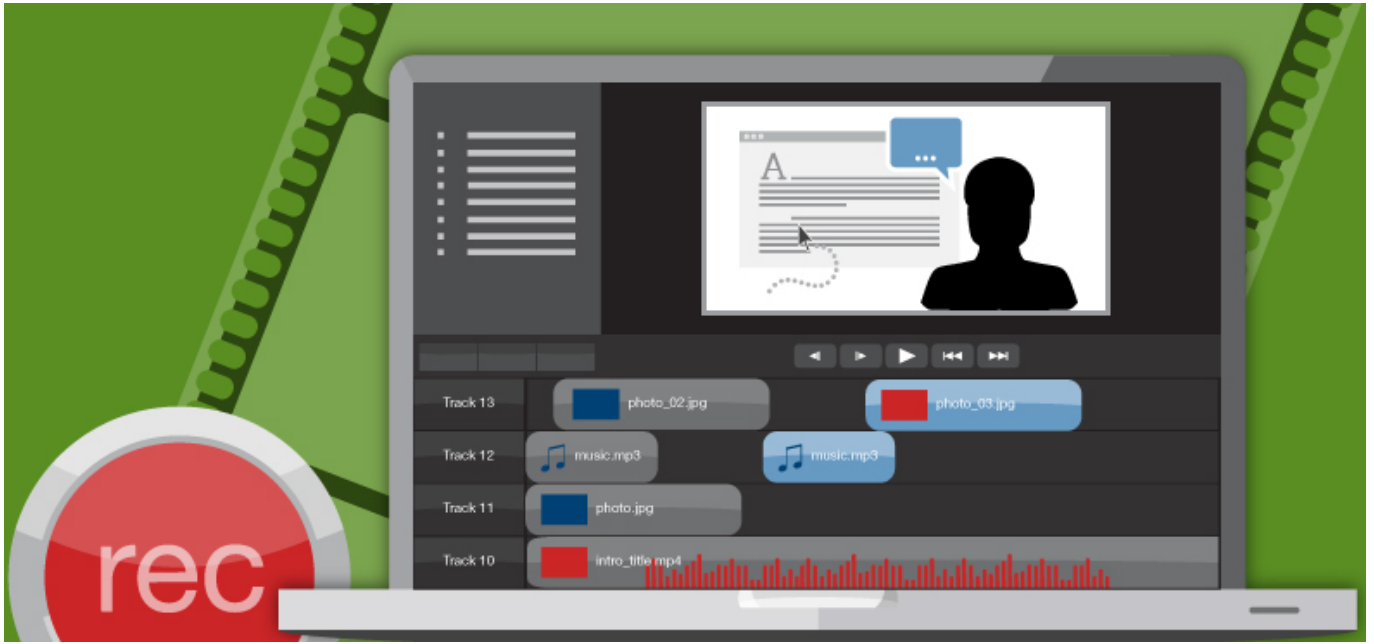 A
Track 13
photo_02.jpg
photo_03.jpg
Track 12
music.mp3
music.mp3
Track 11
photo.jpg
Track 10
intro_title.mp4
rec